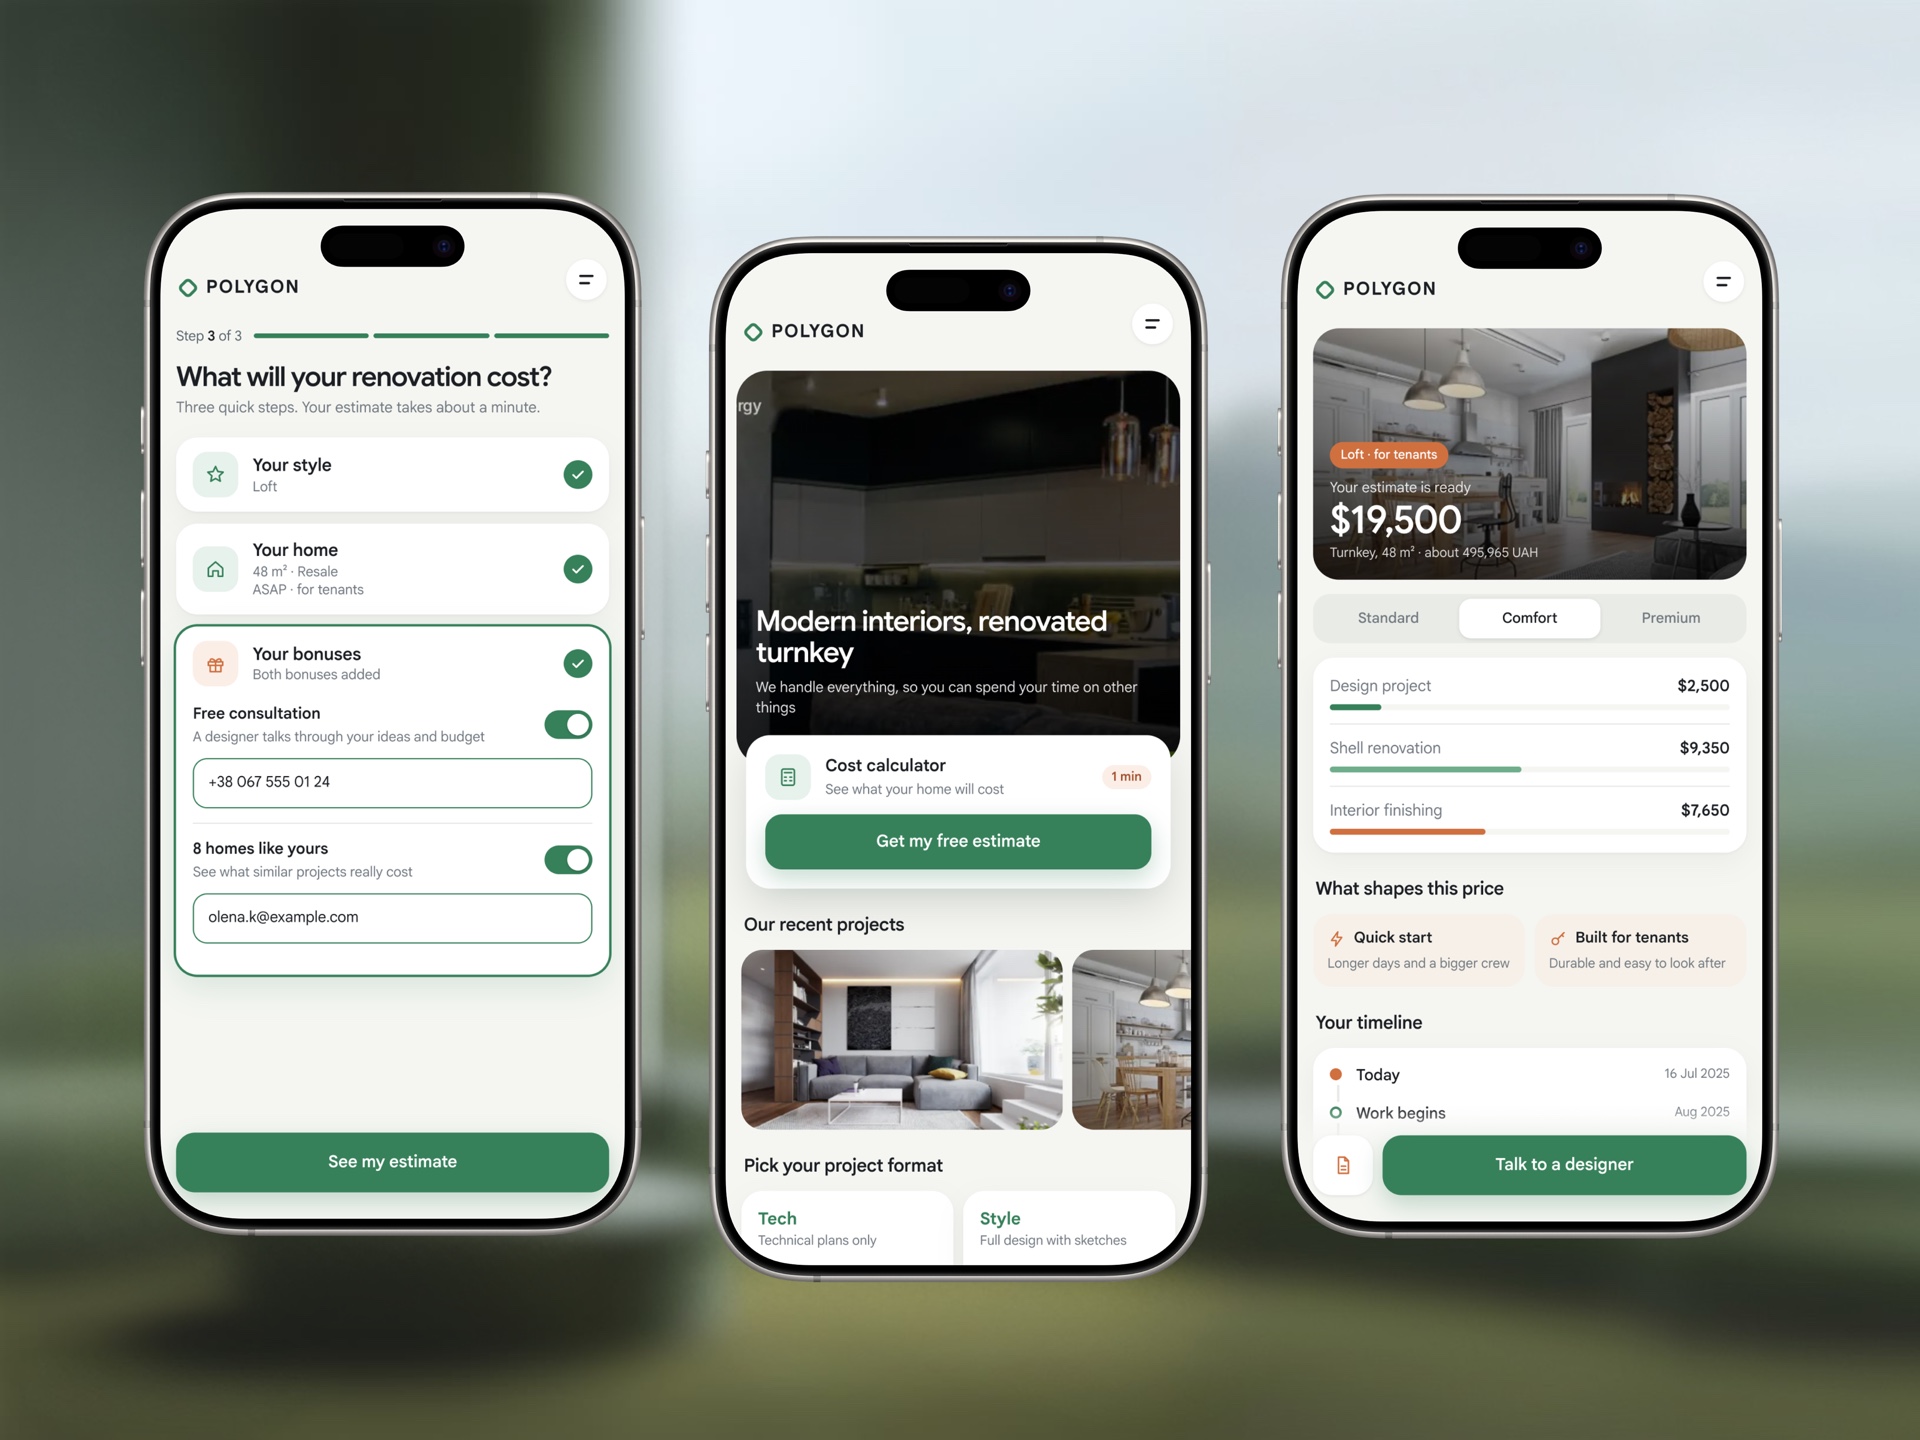 POLYGON
Step 3 of 3
What will your renovation cost?
Three quick steps. Your estimate takes about a minute.
Your style
Loft
Your home
48 m² · Resale
ASAP · for tenants
Your bonuses
Both bonuses added
Free consultation
A designer talks through your ideas and budget
+38 067 555 01 24
8 homes like yours
See what similar projects really cost
olena.k@example.com
See my estimate
POLYGON
rgy
Modern interiors, renovated
turnkey
We handle everything, so you can spend your time on other
things
Cost calculator
See what your home will cost
1 min
Get my free estimate
Our recent projects
Pick your project format
Tech
Technical plans only
Style
Full design with sketches
POLYGON
Loft · for tenants
Your estimate is ready
$19,500
Turnkey, 48 m² · about 495,965 UAH
Standard
Comfort
Premium
Design project
$2,500
Shell renovation
$9,350
Interior finishing
$7,650
What shapes this price
Quick start
Longer days and a bigger crew
Built for tenants
Durable and easy to look after
Your timeline
Today
16 Jul 2025
Work begins
Aug 2025
Talk to a designer